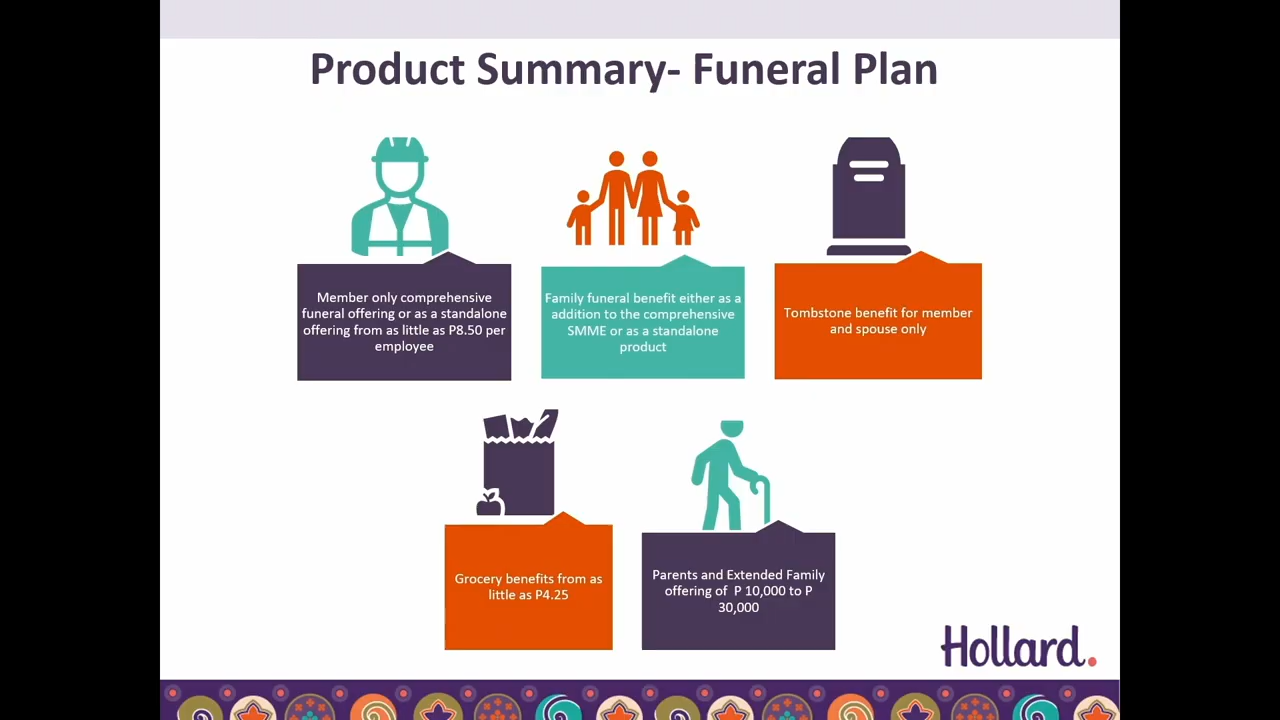 Product Summary- Funeral Plan
Member only comprehensive
funeral offering or as a standalone
offering from as little as P8.50 per
employee
Family funeral benefit either as a
addition to the comprehensive
SMME or as a standalone
product
Tombstone benefit for member
and spouse only
Grocery benefits from as
little as P4.25
Parents and Extended Family
offering of P 10,000 to P
30,000
Hollard.